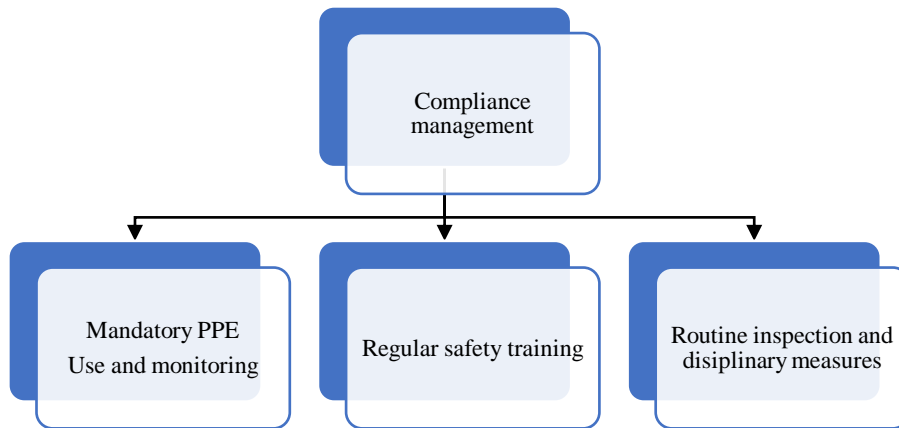 Compliance
management
Mandatory PPE
Use and monitoring
Regular safety training
Routine inspection and
disiplinary measures